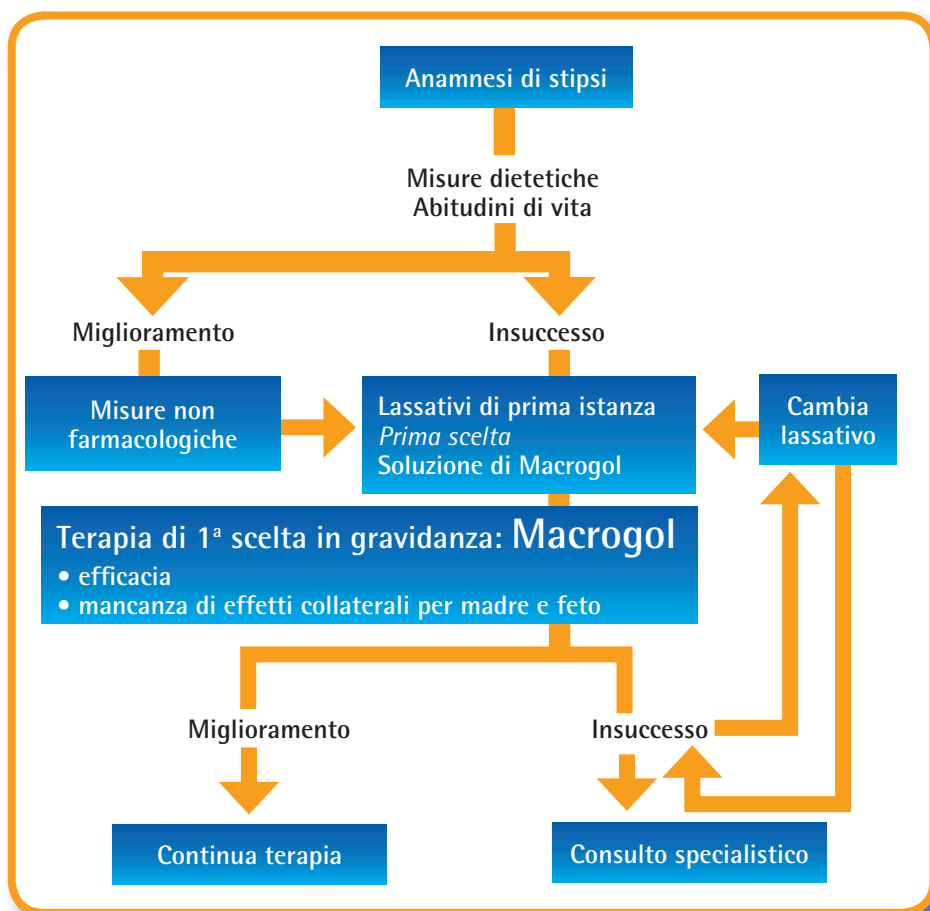 Anamnesi di stipsi
Misure dietetiche
Abitudini di vita
Miglioramento
Insuccesso
Misure non
farmacologiche
Lassativi di prima istanza
Prima scelta
Soluzione di Macrogol
Cambia
lassativo
Terapia di 1ª scelta in gravidanza: Macrogol
• efficacia
• mancanza di effetti collaterali per madre e feto
Miglioramento
Insuccesso
Continua terapia
Consulto specialistico